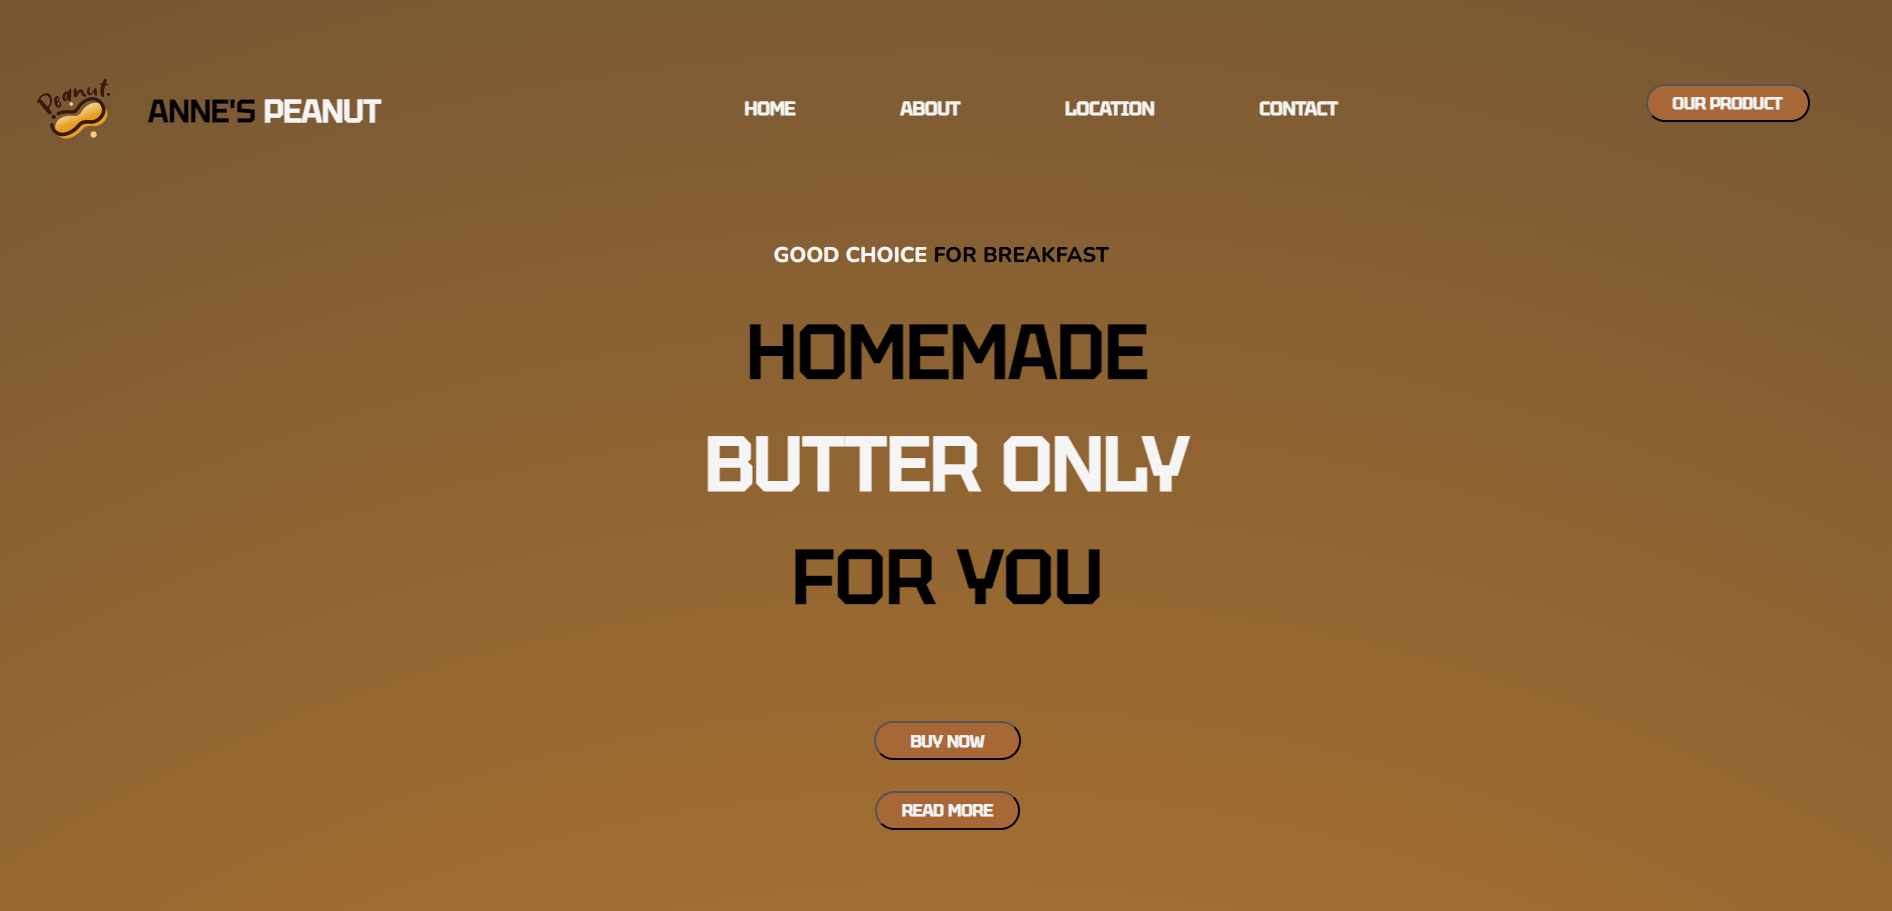 Peanut.
ANNE'S PEANUT
HOME
ABOUT
LOCATION
CONTACT
OUR PRODUCT
GOOD CHOICE FOR BREAKFAST
HOMEMADE
BUTTER ONLY
FOR YOU
BUY NOW
READ MORE